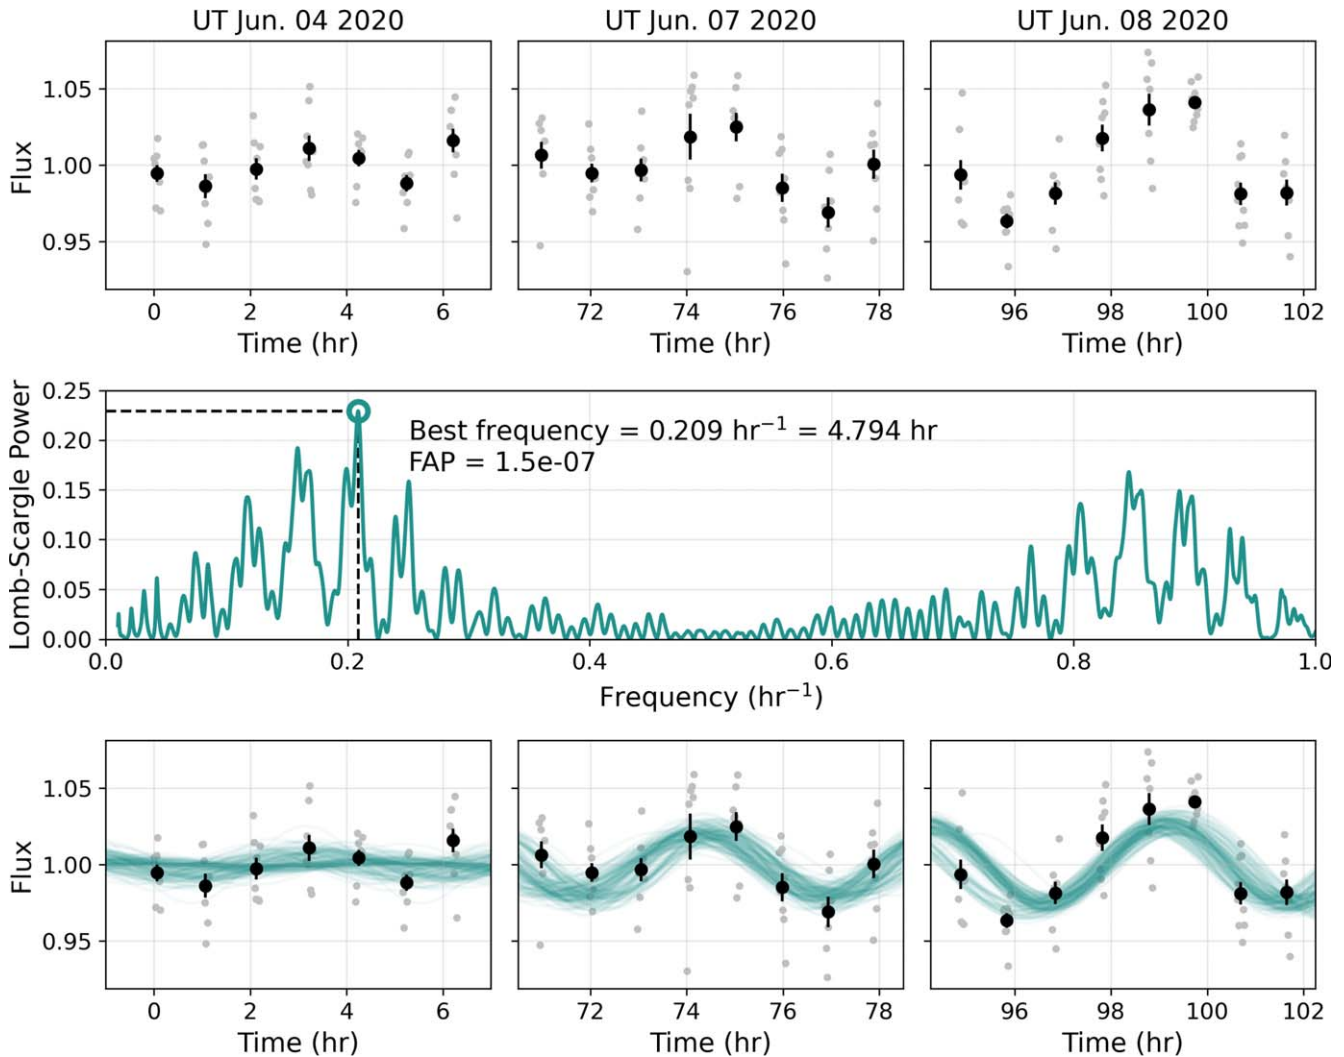 UT Jun. 04 2020 UT Jun. 07 2020 UT Jun. 08 2020
Flux
1.05
1.00
0.95
0 2 4 6 72 74 76 78 96 98 100 102
Time (hr) Time (hr) Time (hr)
Lomb-Scargle Power
0.25
0.20
0.15
0.10
0.05
0.00
Best frequency = 0.209 hr⁻¹ = 4.794 hr
FAP = 1.5e-07
0.0 0.2 0.4 0.6 0.8 1.0
Frequency (hr⁻¹)
Flux
1.05
1.00
0.95
0 2 4 6 72 74 76 78 96 98 100 102
Time (hr) Time (hr) Time (hr)